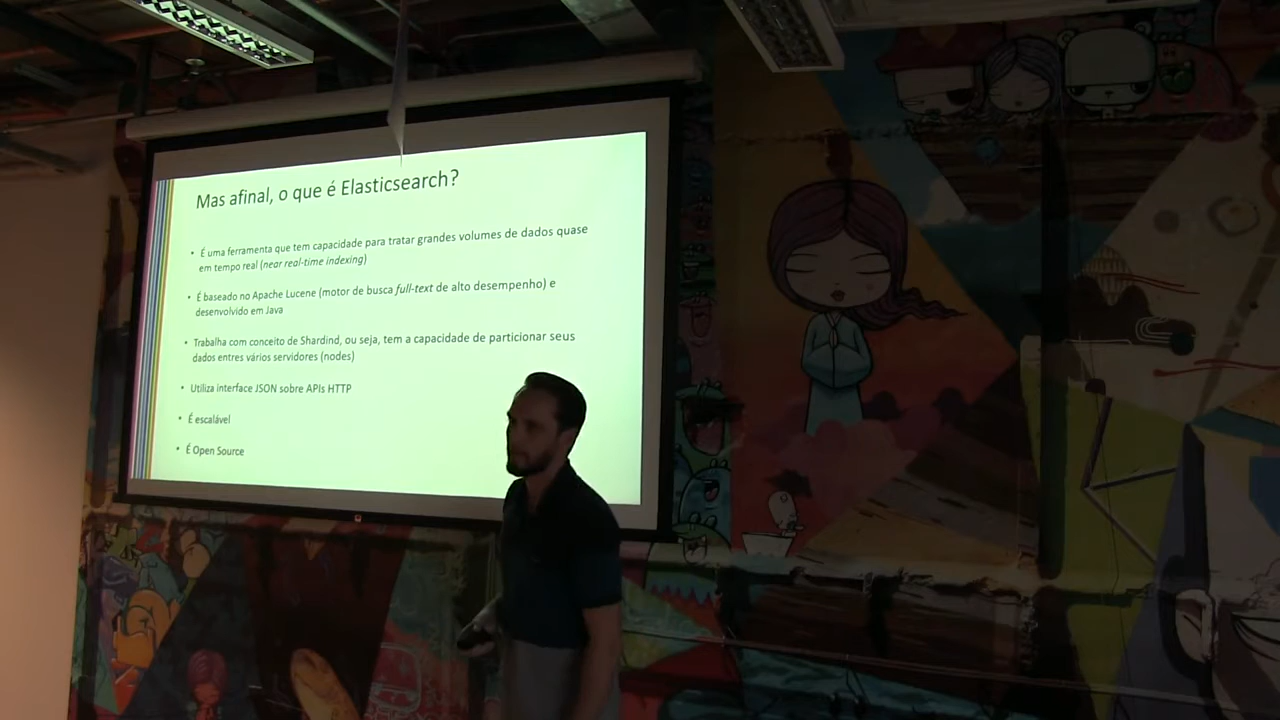 Mas afinal, o que é Elasticsearch?
• É uma ferramenta que tem capacidade para tratar grandes volumes de dados quase
em tempo real (near real-time indexing)
• É baseado no Apache Lucene (motor de busca full-text de alto desempenho) e
desenvolvido em Java
• Trabalha com conceito de Shardind, ou seja, tem a capacidade de particionar seus
dados entres vários servidores (nodes)
• Utiliza interface JSON sobre APIs HTTP
• É escalável
• É Open Source